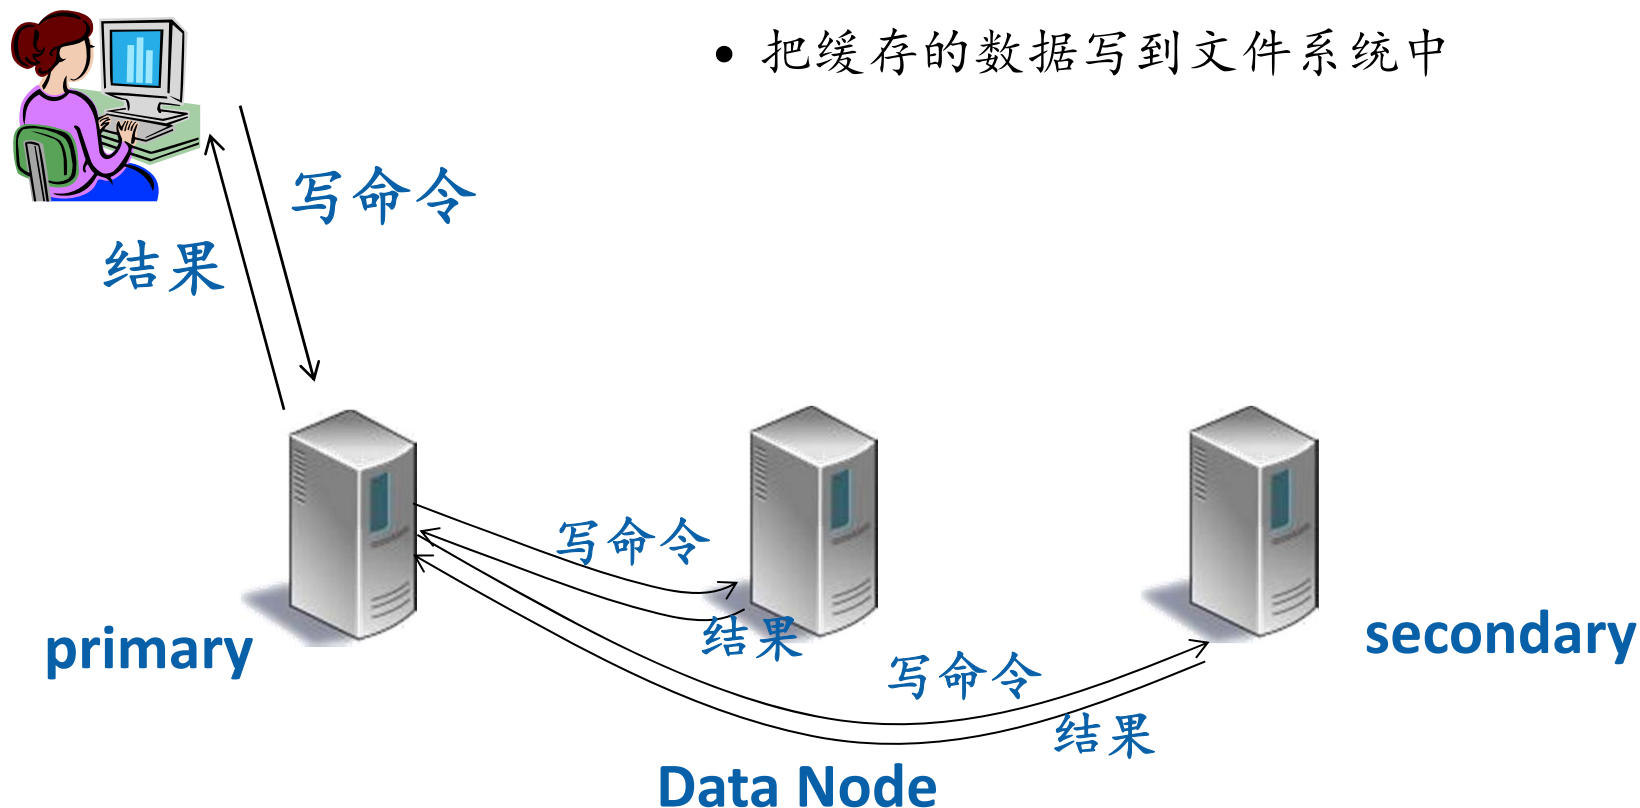 • 把缓存的数据写到文件系统中
写命令
结果
写命令
结果
primary
secondary
写命令
结果
Data Node